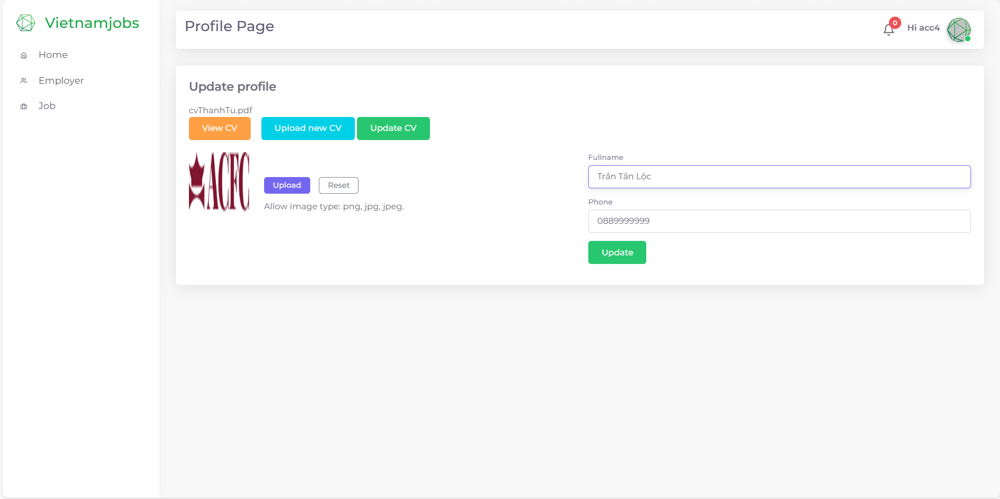 Vietnamjobs
Home
Employer
Job
Profile Page
0
Hi acc4
Update profile
cvThanhTu.pdf
View CV
Upload new CV
Update CV
ACFC
Upload
Reset
Allow image type: png, jpg, jpeg.
Fullname
Trần Tấn Lộc
Phone
0889999999
Update